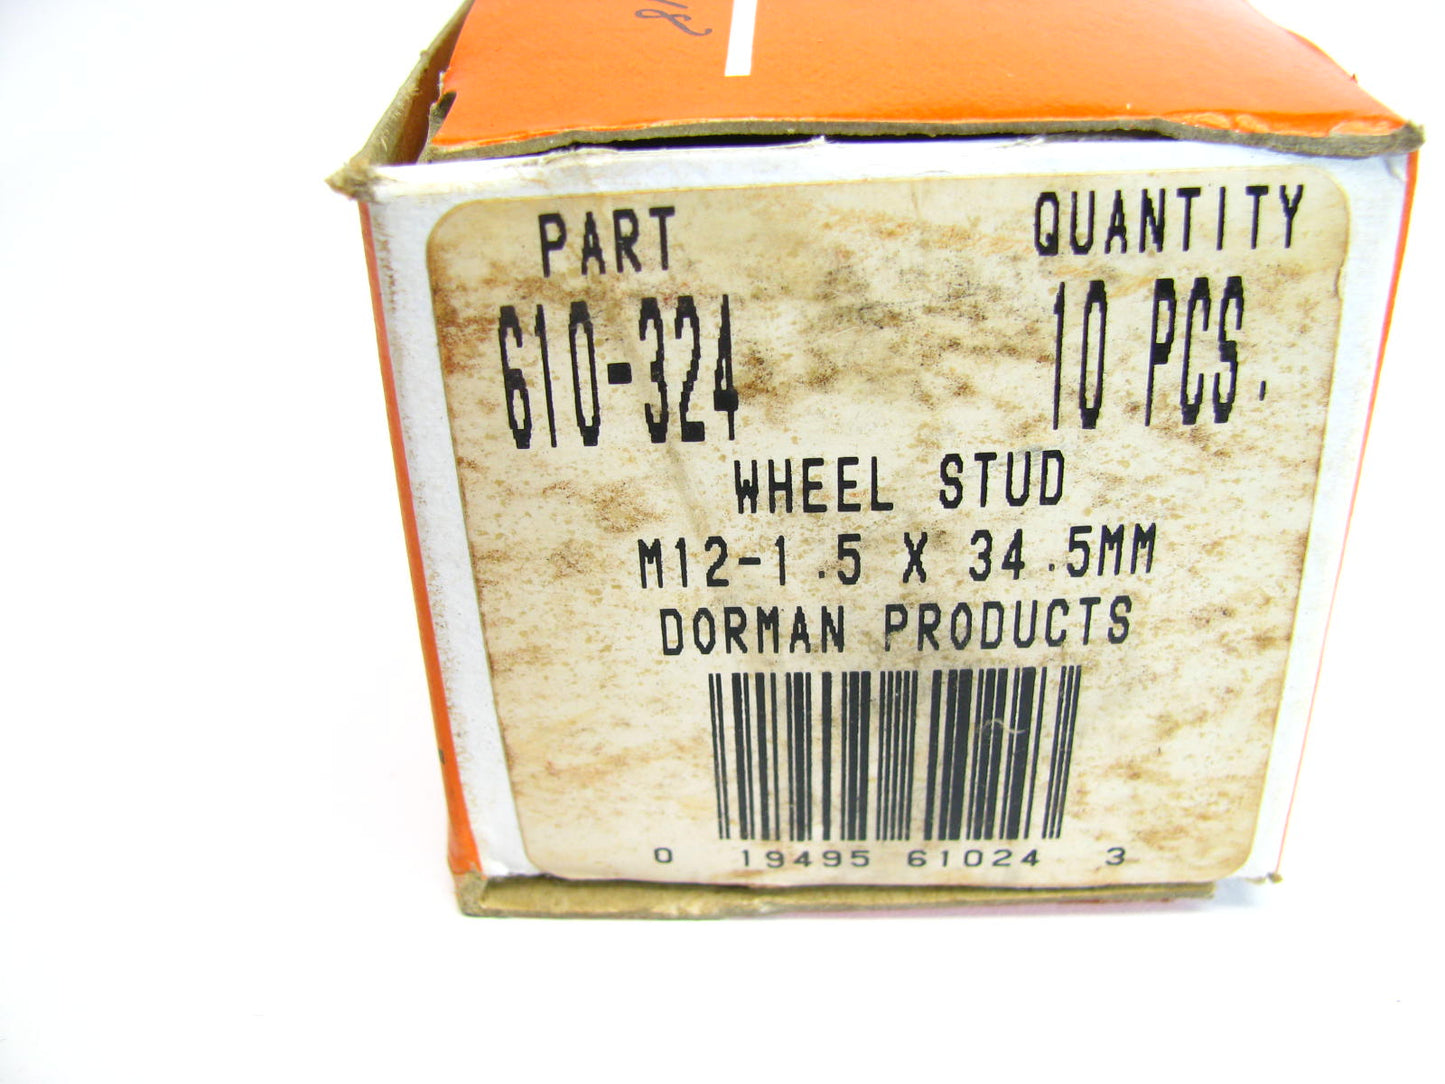 PART QUANTITY
610-324 10 PCS.
WHEEL STUD
M12-1.5 X 34.5MM
DORMAN PRODUCTS
0 19495 61024 3